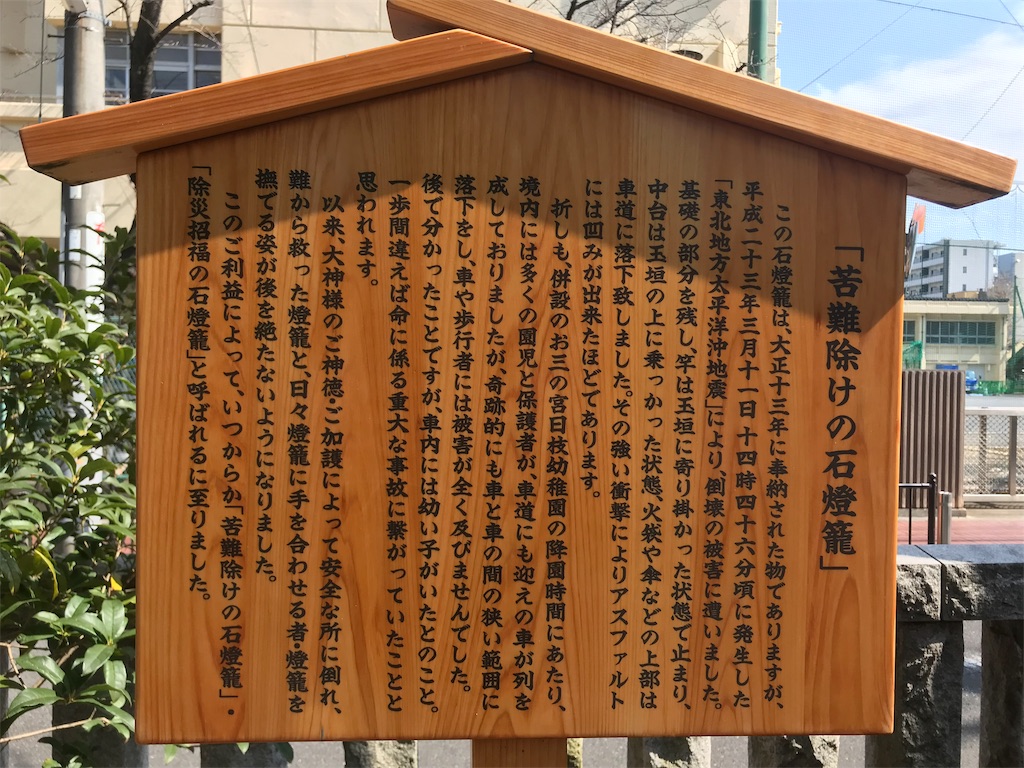 「苦難除けの石燈籠」
この石燈籠は、大正十三年に奉納された物でありますが、
平成二十三年三月十一日十四時四十六分頃に発生した
「東北地方太平洋沖地震」により、倒壊の被害に遭いました。
基礎の部分を残し、竿は玉垣に寄り掛かった状態で止まり、
中台は玉垣の上に乗っかった状態、火袋や傘などの上部は
車道に落下致しました。その強い衝撃によりアスファルト
には凹みが出来たほどであります。
折しも、併設のお三の宮日枝幼稚園の降園時間にあたり、
境内には多くの園児と保護者が、車道にも迎えの車が列を
成しておりましたが、奇跡的にも車と車の間の狭い範囲に
落下をし、車や歩行者には被害が全く及びませんでした。
後で分かったことですが、車内には幼い子がいたとのこと。
一歩間違えば命に係る重大な事故に繋がっていたことと
思われます。
以来、大神様のご神徳ご加護によって安全な所に倒れ、
難から救った燈籠と、日々燈籠に手を合わせる者・燈籠を
撫でる姿が後を絶たないようになりました。
このご利益によって、いつからか「苦難除けの石燈籠」・
「除災招福の石燈籠」と呼ばれるに至りました。